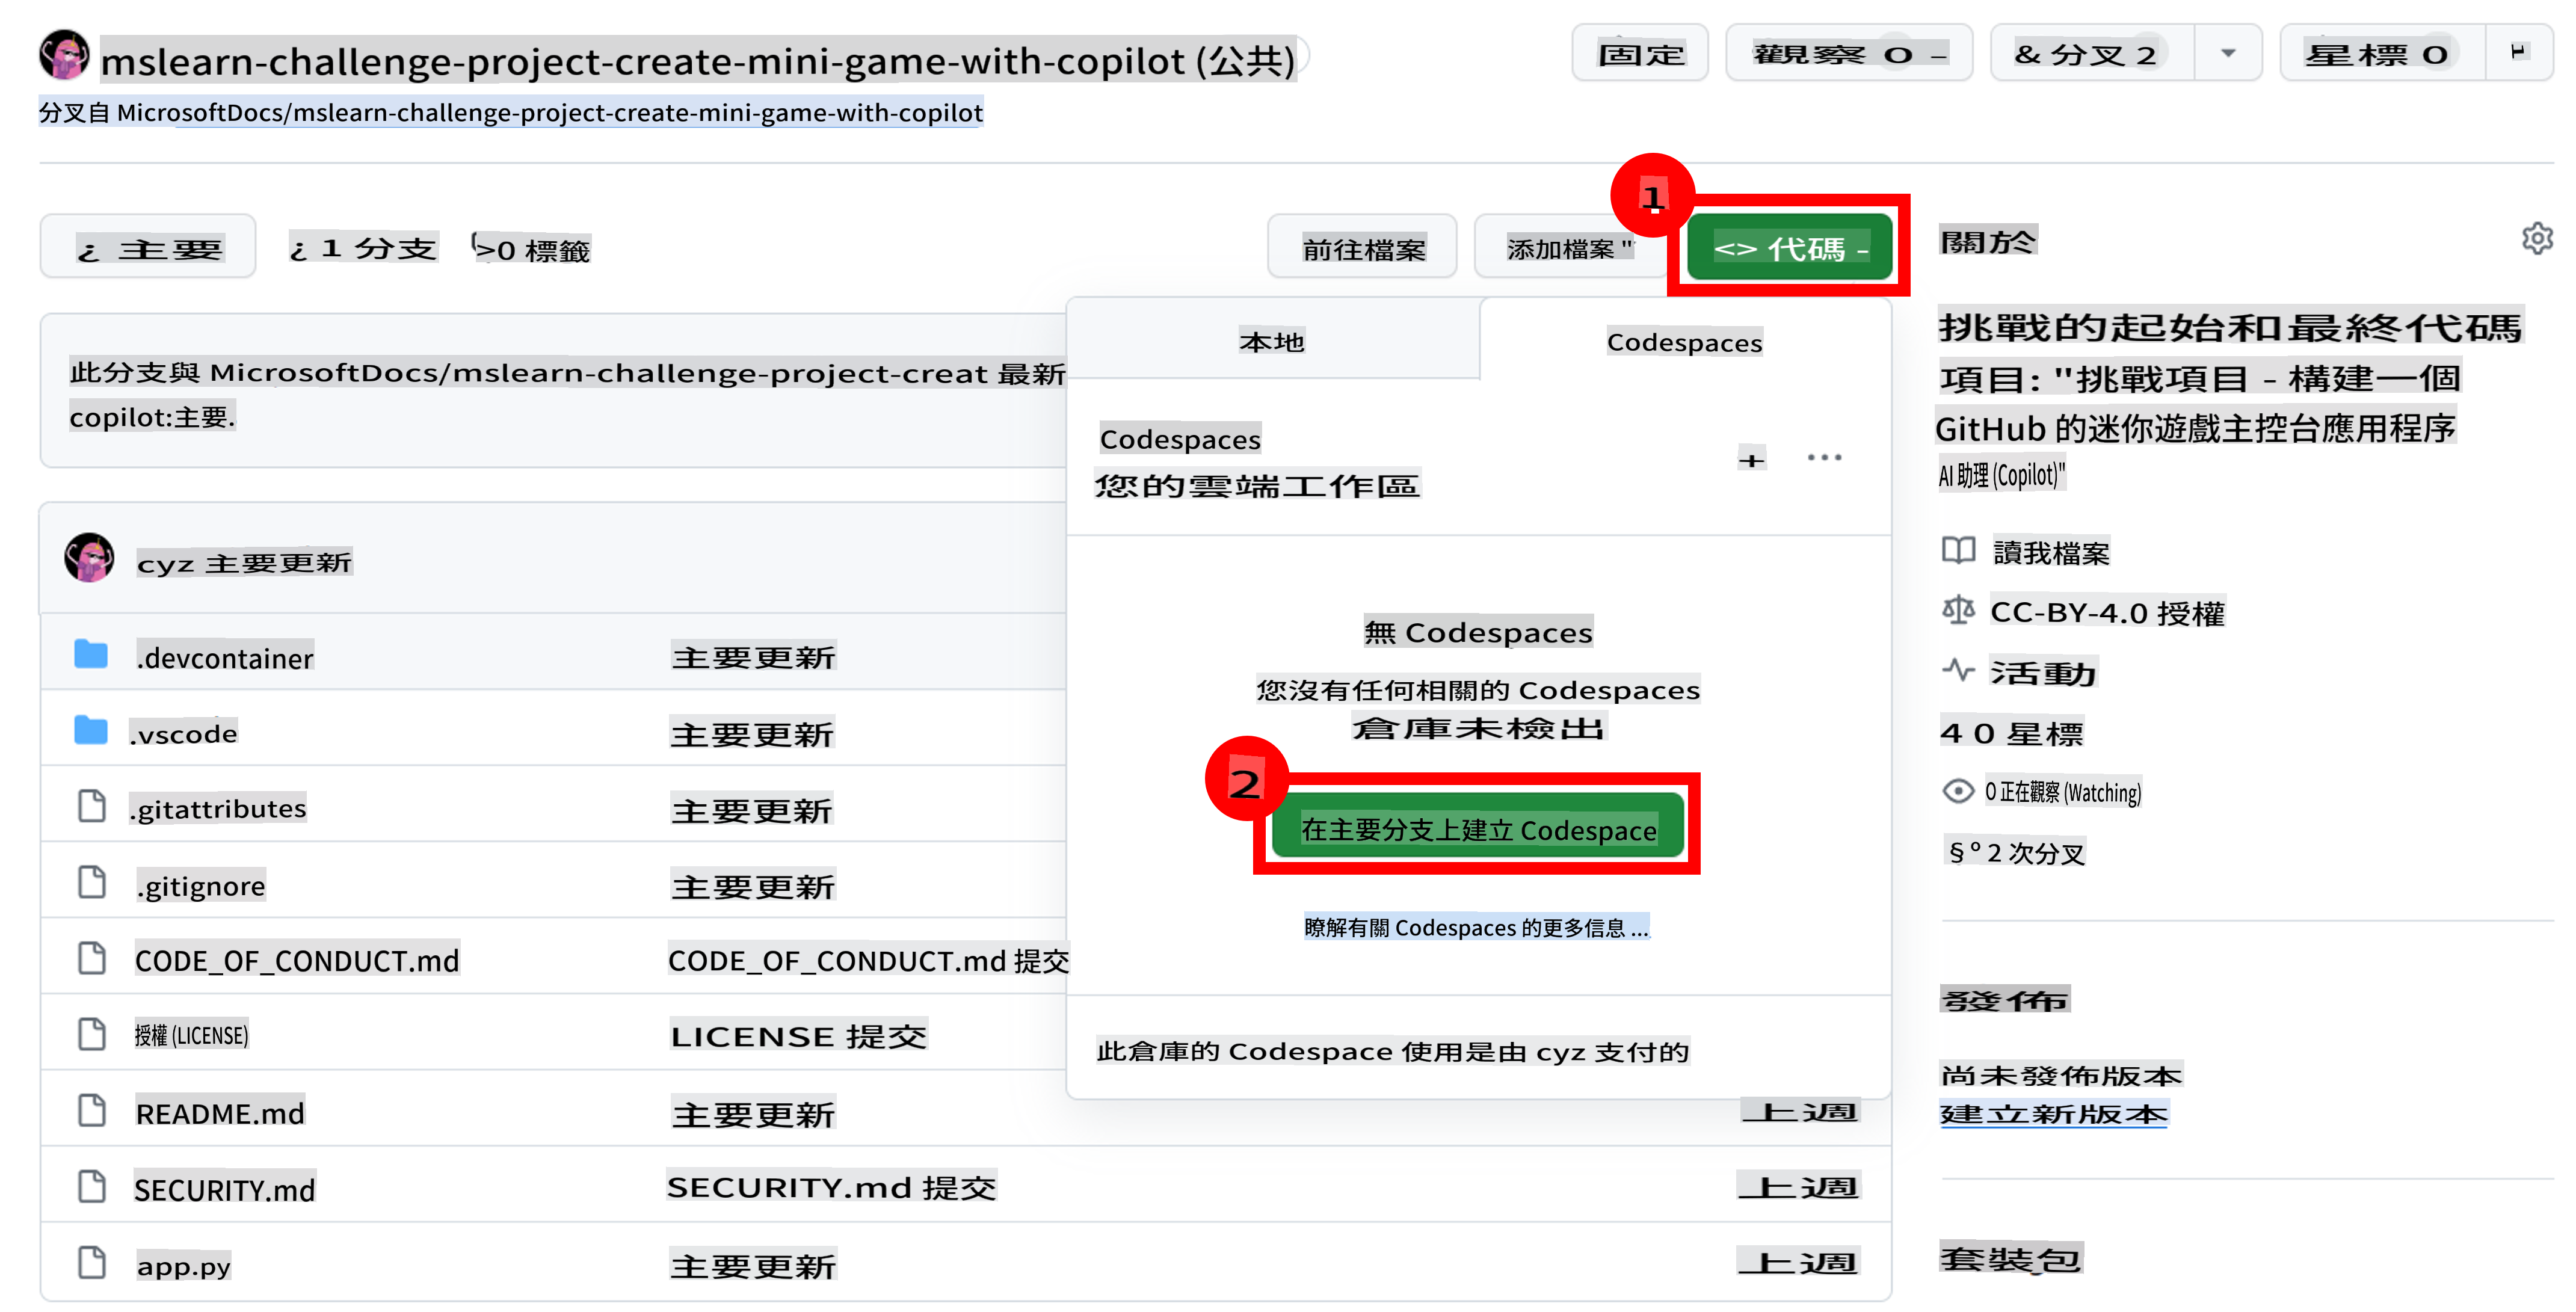 mslearn-challenge-project-create-mini-game-with-copilot (公共)
固定
觀察 0 -
& 分叉 2
星標 0
分叉自 MicrosoftDocs/mslearn-challenge-project-create-mini-game-with-copilot
1
¿ 主要
¿ 1 分支
>0 標籤
前往檔案
添加檔案 "
<> 代碼 -
關於
本地
Codespaces
挑戰的起始和最終代碼
項目: "挑戰項目 - 構建一個
GitHub 的迷你遊戲主控台應用程序
AI 助理 (Copilot)"
此分支與 MicrosoftDocs/mslearn-challenge-project-creat 最新
copilot:主要.
Codespaces
您的雲端工作區
+ ...
讀我檔案
CC-BY-4.0 授權
活動
4 0 星標
0 正在觀察 (Watching)
§ º 2 次分叉
cyz 主要更新
無 Codespaces
您沒有任何相關的 Codespaces
倉庫未檢出
2
在主要分支上建立 Codespace
瞭解有關 Codespaces 的更多信息 ...
此倉庫的 Codespace 使用是由 cyz 支付的
.devcontainer 主要更新
.vscode 主要更新
.gitattributes 主要更新
.gitignore 主要更新
CODE_OF_CONDUCT.md CODE_OF_CONDUCT.md 提交
授權 (LICENSE) LICENSE 提交
README.md 主要更新 上週
SECURITY.md SECURITY.md 提交 上週
app.py 主要更新 上週
發佈
尚未發佈版本
建立新版本
套裝包